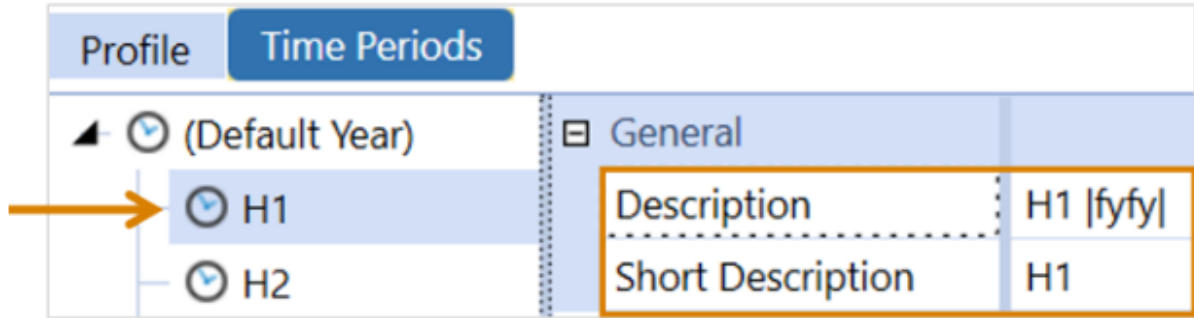 Profile Time Periods
(Default Year) General
H1 Description H1 |fyfy|
H2 Short Description H1